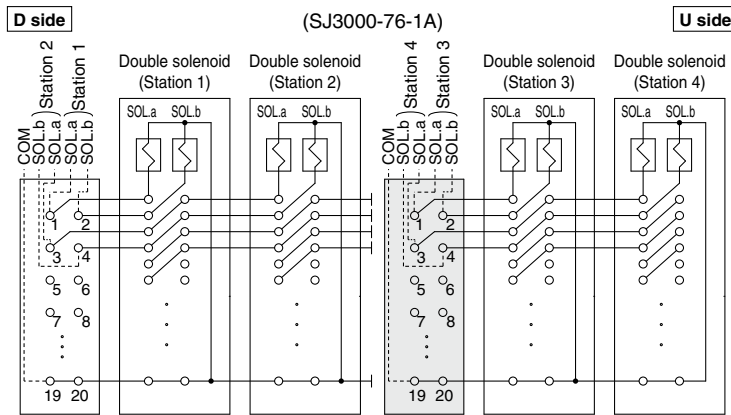 D side
(SJ3000-76-1A)
U side
Station 2
Station 1
COM
SOL.b
SOL.a
SOL.a
SOL.b
Double solenoid
(Station 1)
SOL.a SOL.b
Double solenoid
(Station 2)
SOL.a SOL.b
Station 4
Station 3
COM
SOL.b
SOL.a
SOL.a
SOL.b
Double solenoid
(Station 3)
SOL.a SOL.b
Double solenoid
(Station 4)
SOL.a SOL.b
1 2
3 4
5 6
7 8
19 20
1 2
3 4
5 6
7 8
19 20